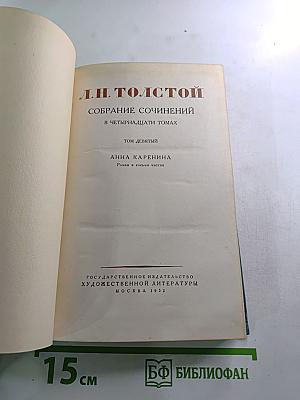 Л.Н. ТОЛСТОЙ
СОБРАНИЕ СОЧИНЕНИЙ
В ЧЕТЫРНАДЦАТИ ТОМАХ
ТОМ ДЕВЯТЫЙ
АННА КАРЕНИНА
Роман в восьми частях
ГОСУДАРСТВЕННОЕ ИЗДАТЕЛЬСТВО
ХУДОЖЕСТВЕННОЙ ЛИТЕРАТУРЫ
МОСКВА 1952
15 см
БФ БИБЛИОФАН